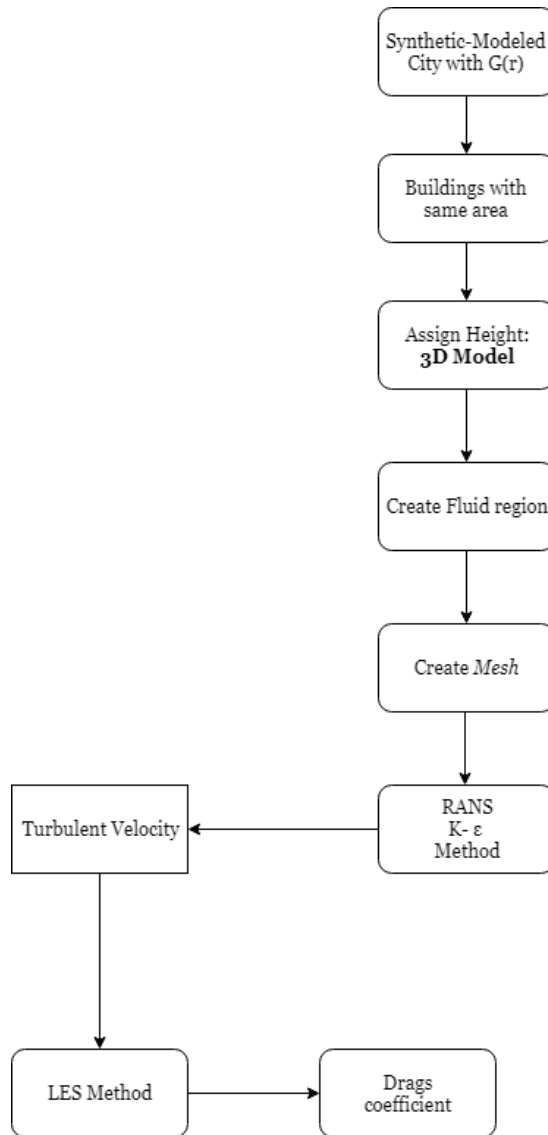 Synthetic-Modeled
City with G(r)
Buildings with
same area
Assign Height:
3D Model
Create Fluid region
Create Mesh
RANS
K- ε
Method
Turbulent Velocity
LES Method
Drags
coefficient